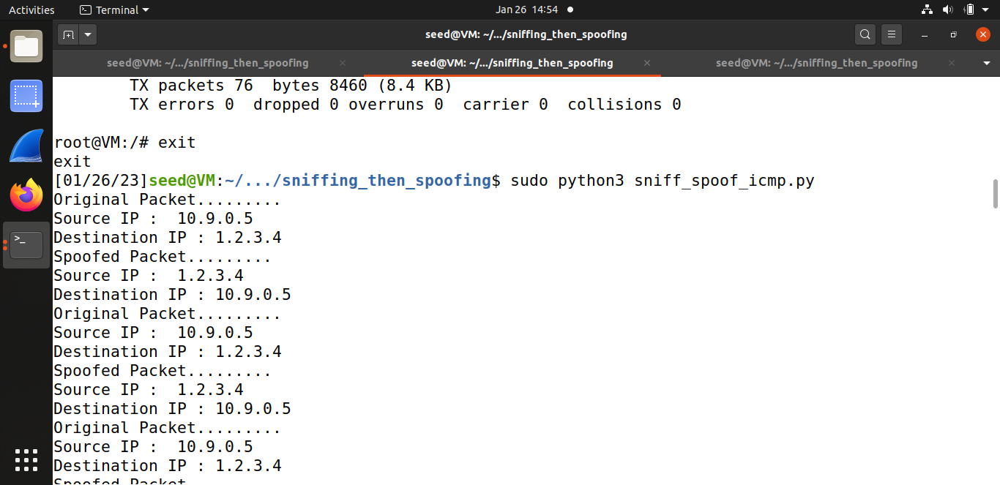 Activities Terminal Jan 26 14:54
seed@VM: ~/.../sniffing_then_spoofing
seed@VM: ~/.../sniffing_then_spoofing seed@VM: ~/.../sniffing_then_spoofing seed@VM: ~/.../sniffing_then_spoofing
TX packets 76  bytes 8460 (8.4 KB)
TX errors 0  dropped 0 overruns 0  carrier 0  collisions 0
root@VM:/# exit
exit
[01/26/23]seed@VM:~/.../sniffing_then_spoofing$ sudo python3 sniff_spoof_icmp.py
Original Packet.........
Source IP :  10.9.0.5
Destination IP : 1.2.3.4
Spoofed Packet.........
Source IP :  1.2.3.4
Destination IP : 10.9.0.5
Original Packet.........
Source IP :  10.9.0.5
Destination IP : 1.2.3.4
Spoofed Packet.........
Source IP :  1.2.3.4
Destination IP : 10.9.0.5
Original Packet.........
Source IP :  10.9.0.5
Destination IP : 1.2.3.4
Spoofed Packet